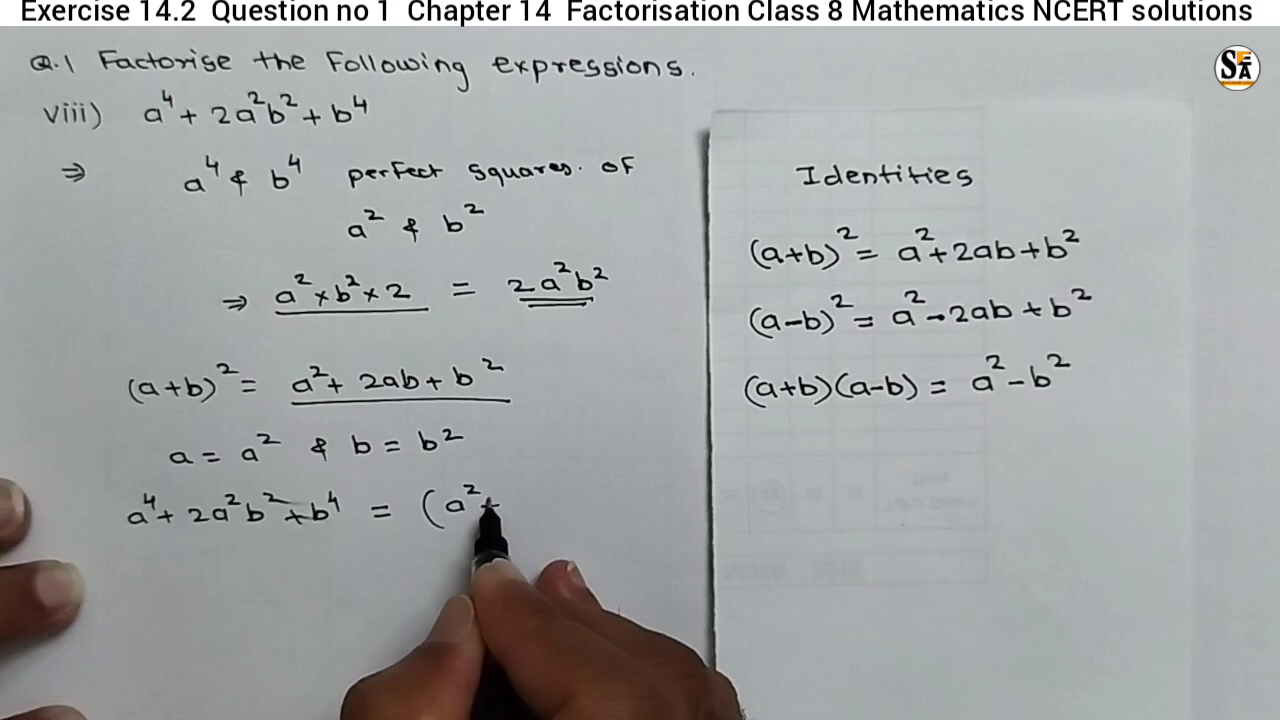 Exercise 14.2 Question no 1 Chapter 14 Factorisation Class 8 Mathematics NCERT solutions
SFA
Q.1 Factorise the Following expressions.
viii) a⁴ + 2a²b² + b⁴
⇒ a⁴ & b⁴ perfect squares. of
a² & b²
⇒ a² × b² × 2 = 2a²b²
(a+b)² = a² + 2ab + b²
a = a² & b = b²
a⁴ + 2a²b² + b⁴ = (a² +
Identities
(a+b)² = a² + 2ab + b²
(a-b)² = a² - 2ab + b²
(a+b)(a-b) = a² - b²